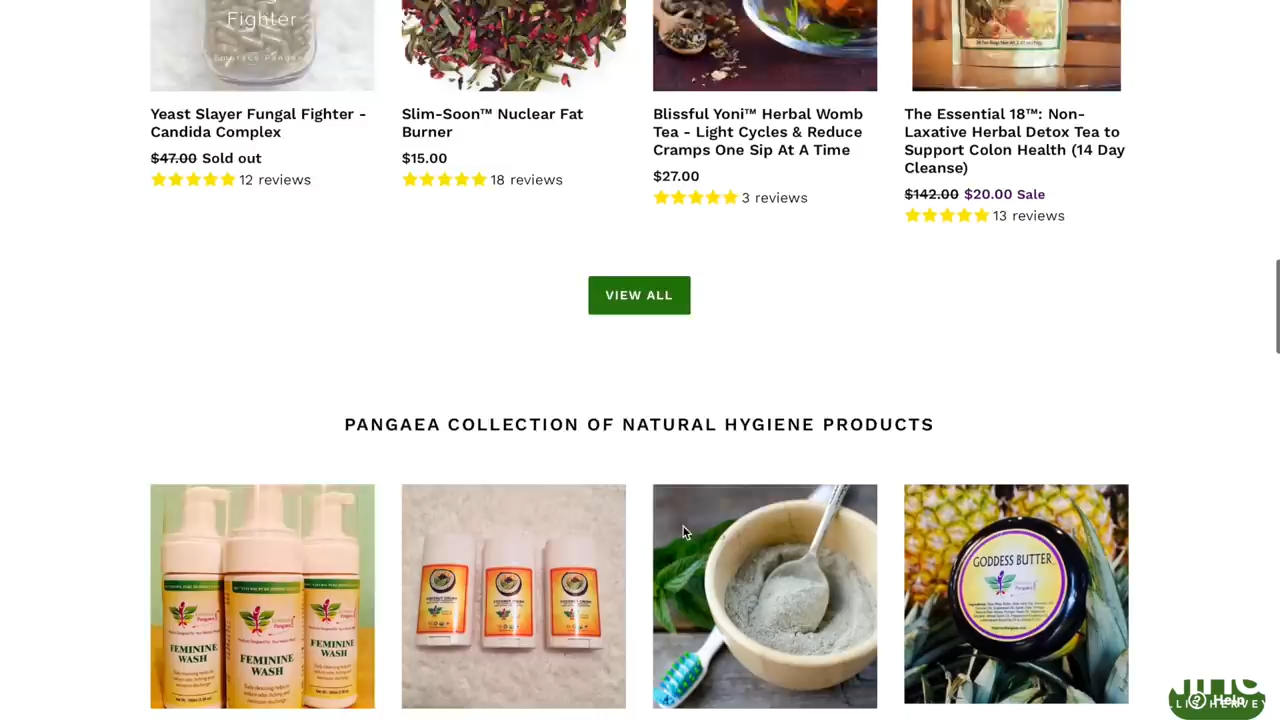 Fighter
Yeast Slayer Fungal Fighter -
Candida Complex
$47.00 Sold out
12 reviews
Slim-Soon™ Nuclear Fat
Burner
$15.00
18 reviews
Blissful Yoni™ Herbal Womb
Tea - Light Cycles & Reduce
Cramps One Sip At A Time
$27.00
3 reviews
The Essential 18™: Non-
Laxative Herbal Detox Tea to
Support Colon Health (14 Day
Cleanse)
$142.00 $20.00 Sale
13 reviews
VIEW ALL
PANGAEA COLLECTION OF NATURAL HYGIENE PRODUCTS
FEMININE
WASH
FEMININE
WASH
FEMININE
WASH
GODDESS BUTTER
Help